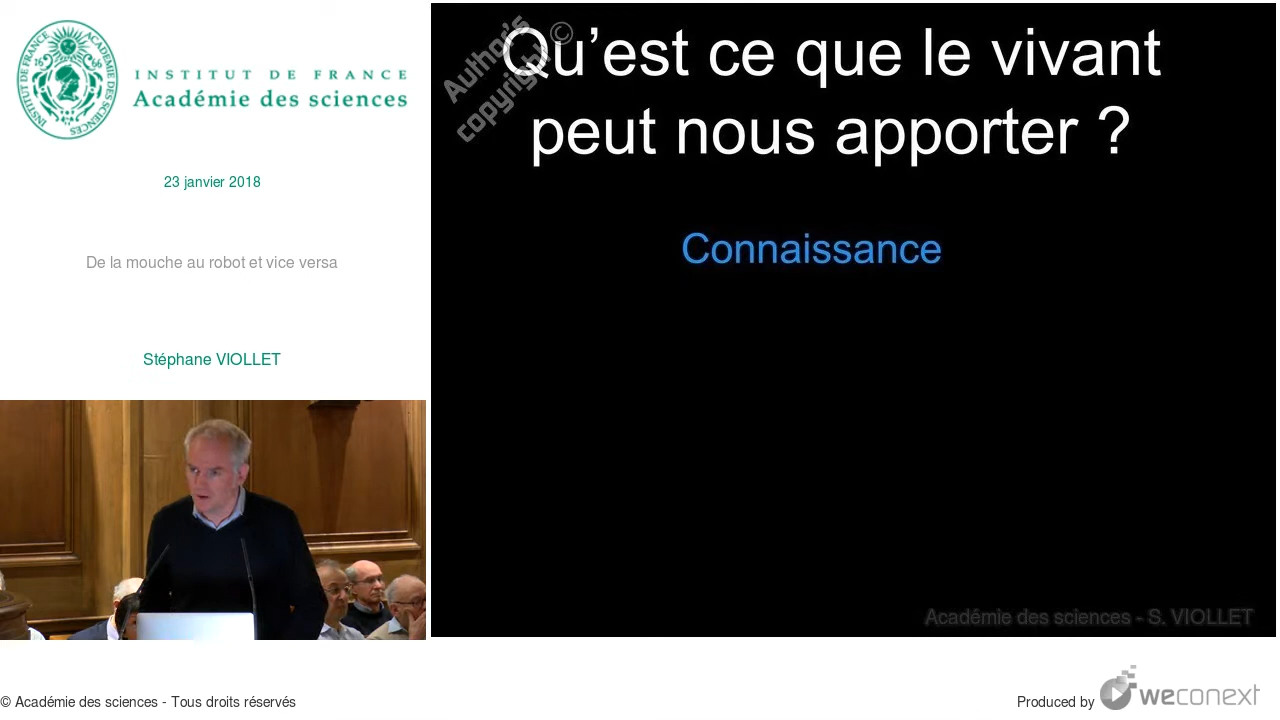 INSTITUT DE FRANCE
Académie des sciences
23 janvier 2018
De la mouche au robot et vice versa
Stéphane VIOLLET
Author's
copyright ©
Qu’est ce que le vivant
peut nous apporter ?
Connaissance
Académie des sciences - S. VIOLLET
© Académie des sciences - Tous droits réservés
Produced by weconext